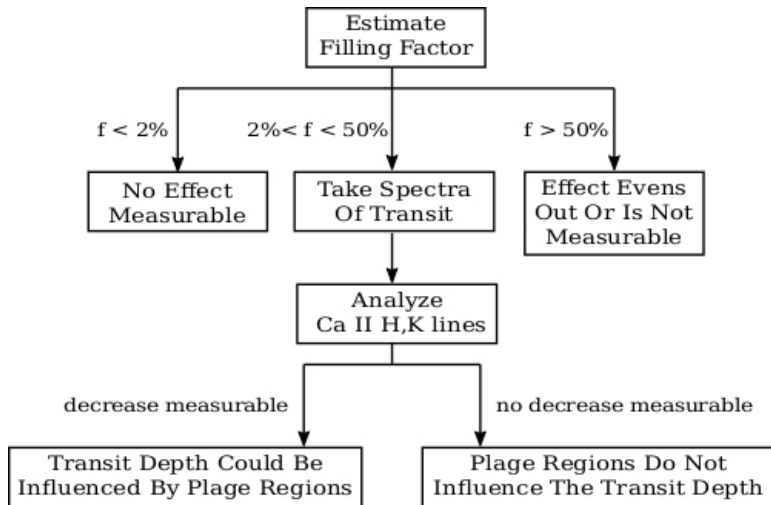 Estimate
Filling Factor
f < 2%
2%< f < 50%
f > 50%
No Effect
Measurable
Take Spectra
Of Transit
Effect Evens
Out Or Is Not
Measurable
Analyze
Ca II H,K lines
decrease measurable
no decrease measurable
Transit Depth Could Be
Influenced By Plage Regions
Plage Regions Do Not
Influence The Transit Depth